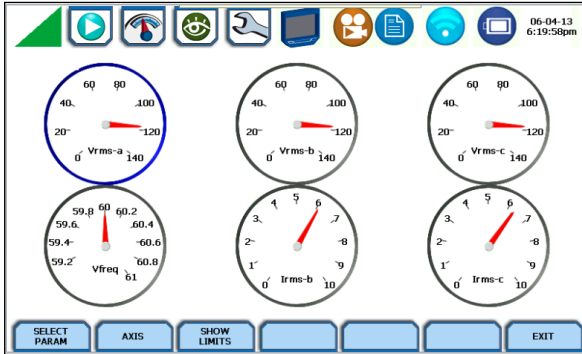 06-04-13
6:19:58pm
0 20 40 60 80 100 120 140
Vrms-a
0 20 40 60 80 100 120 140
Vrms-b
0 20 40 60 80 100 120 140
Vrms-c
59.2 59.4 59.6 59.8 60 60.2 60.4 60.6 60.8 61
Vfreq
0 1 2 3 4 5 6 7 8 9 10
Irms-b
0 1 2 3 4 5 6 7 8 9 10
Irms-c
SELECT
PARAM
AXIS
SHOW
LIMITS
EXIT